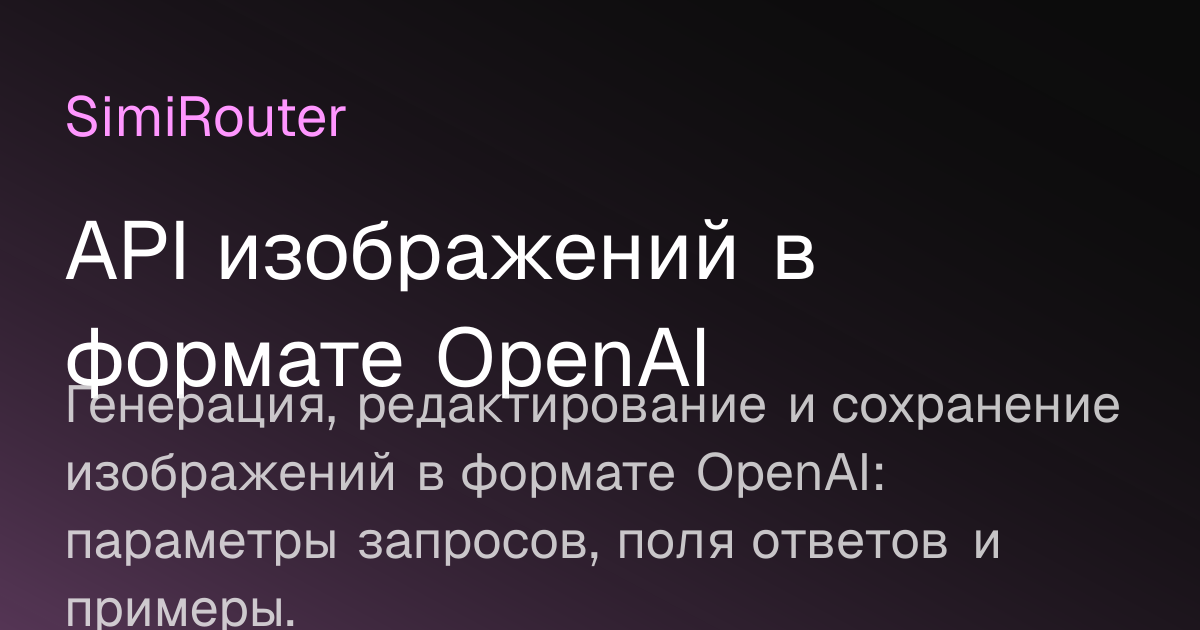 SimiRouter
API изображений в
формате OpenAI
Генерация, редактирование и сохранение
изображений в формате OpenAI:
параметры запросов, поля ответов и
примеры.